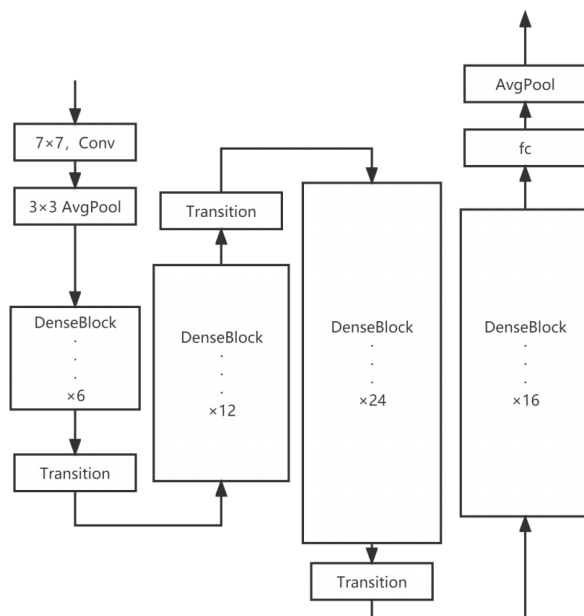 7×7，Conv
3×3 AvgPool
DenseBlock
.
.
.
×6
Transition
DenseBlock
.
.
.
×12
Transition
DenseBlock
.
.
.
×24
Transition
DenseBlock
.
.
.
×16
fc
AvgPool